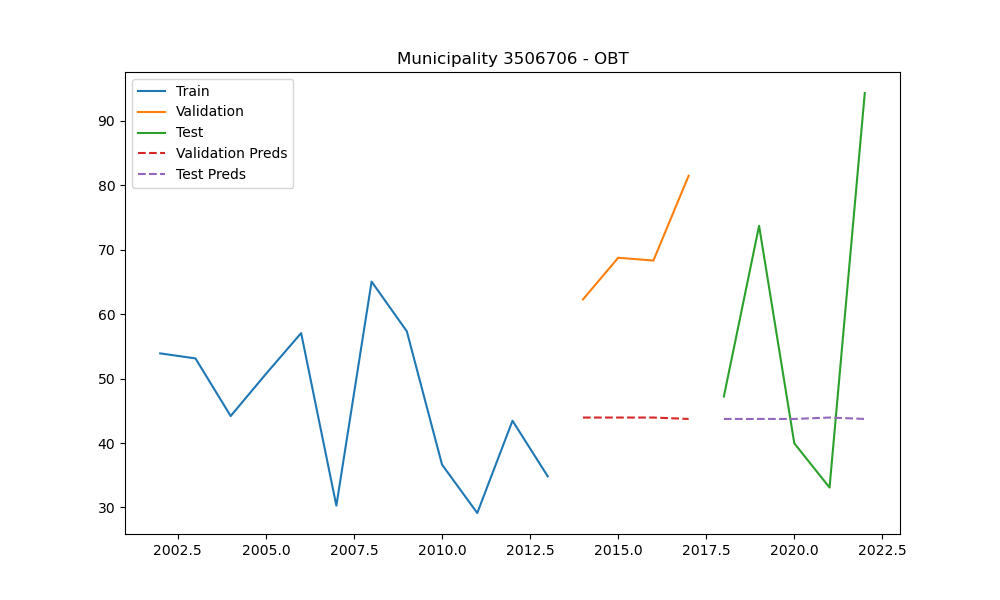 Municipality 3506706 - OBT
Train
Validation
Test
Validation Preds
Test Preds
90
80
70
60
50
40
30
2002.5 2005.0 2007.5 2010.0 2012.5 2015.0 2017.5 2020.0 2022.5